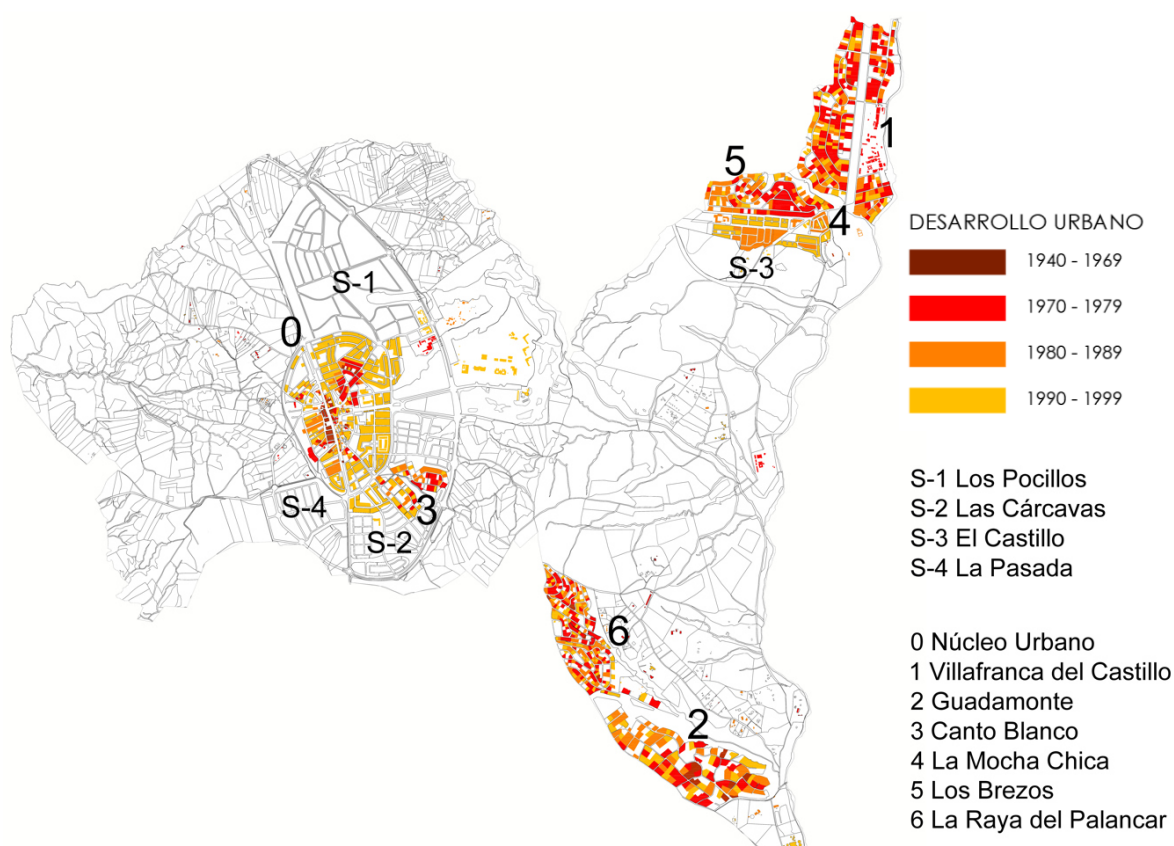 1
5
4
S-3
S-1
0
3
S-4
S-2
6
2
DESARROLLO URBANO
1940 - 1969
1970 - 1979
1980 - 1989
1990 - 1999
S-1 Los Pocillos
S-2 Las Cárcavas
S-3 El Castillo
S-4 La Pasada
0 Núcleo Urbano
1 Villafranca del Castillo
2 Guadamonte
3 Canto Blanco
4 La Mocha Chica
5 Los Brezos
6 La Raya del Palancar